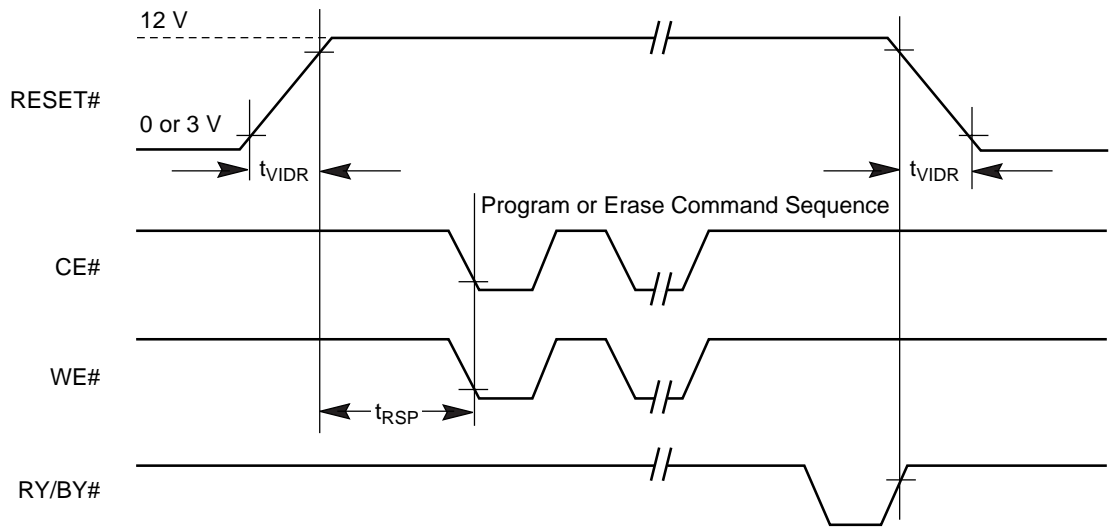 12 V
RESET#
0 or 3 V
tVIDR
tVIDR
Program or Erase Command Sequence
CE#
WE#
tRSP
RY/BY#